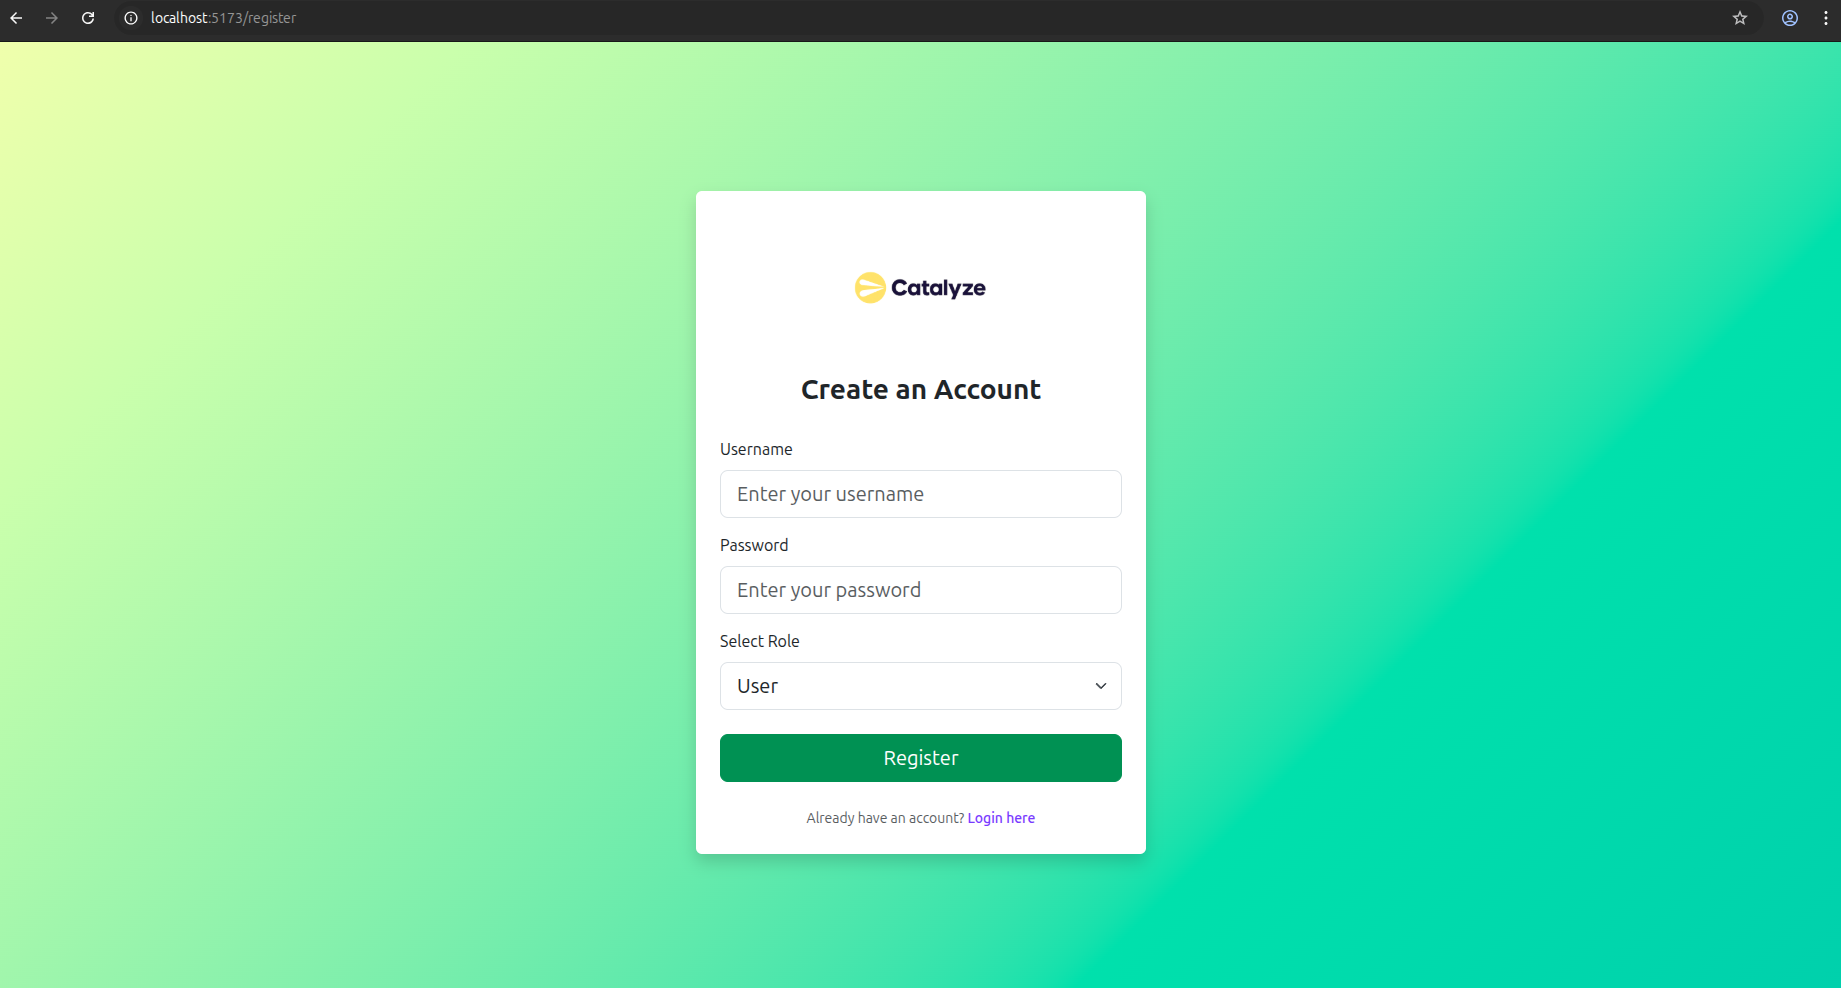 localhost:5173/register
Catalyze
Create an Account
Username
Enter your username
Password
Enter your password
Select Role
User
Register
Already have an account? Login here